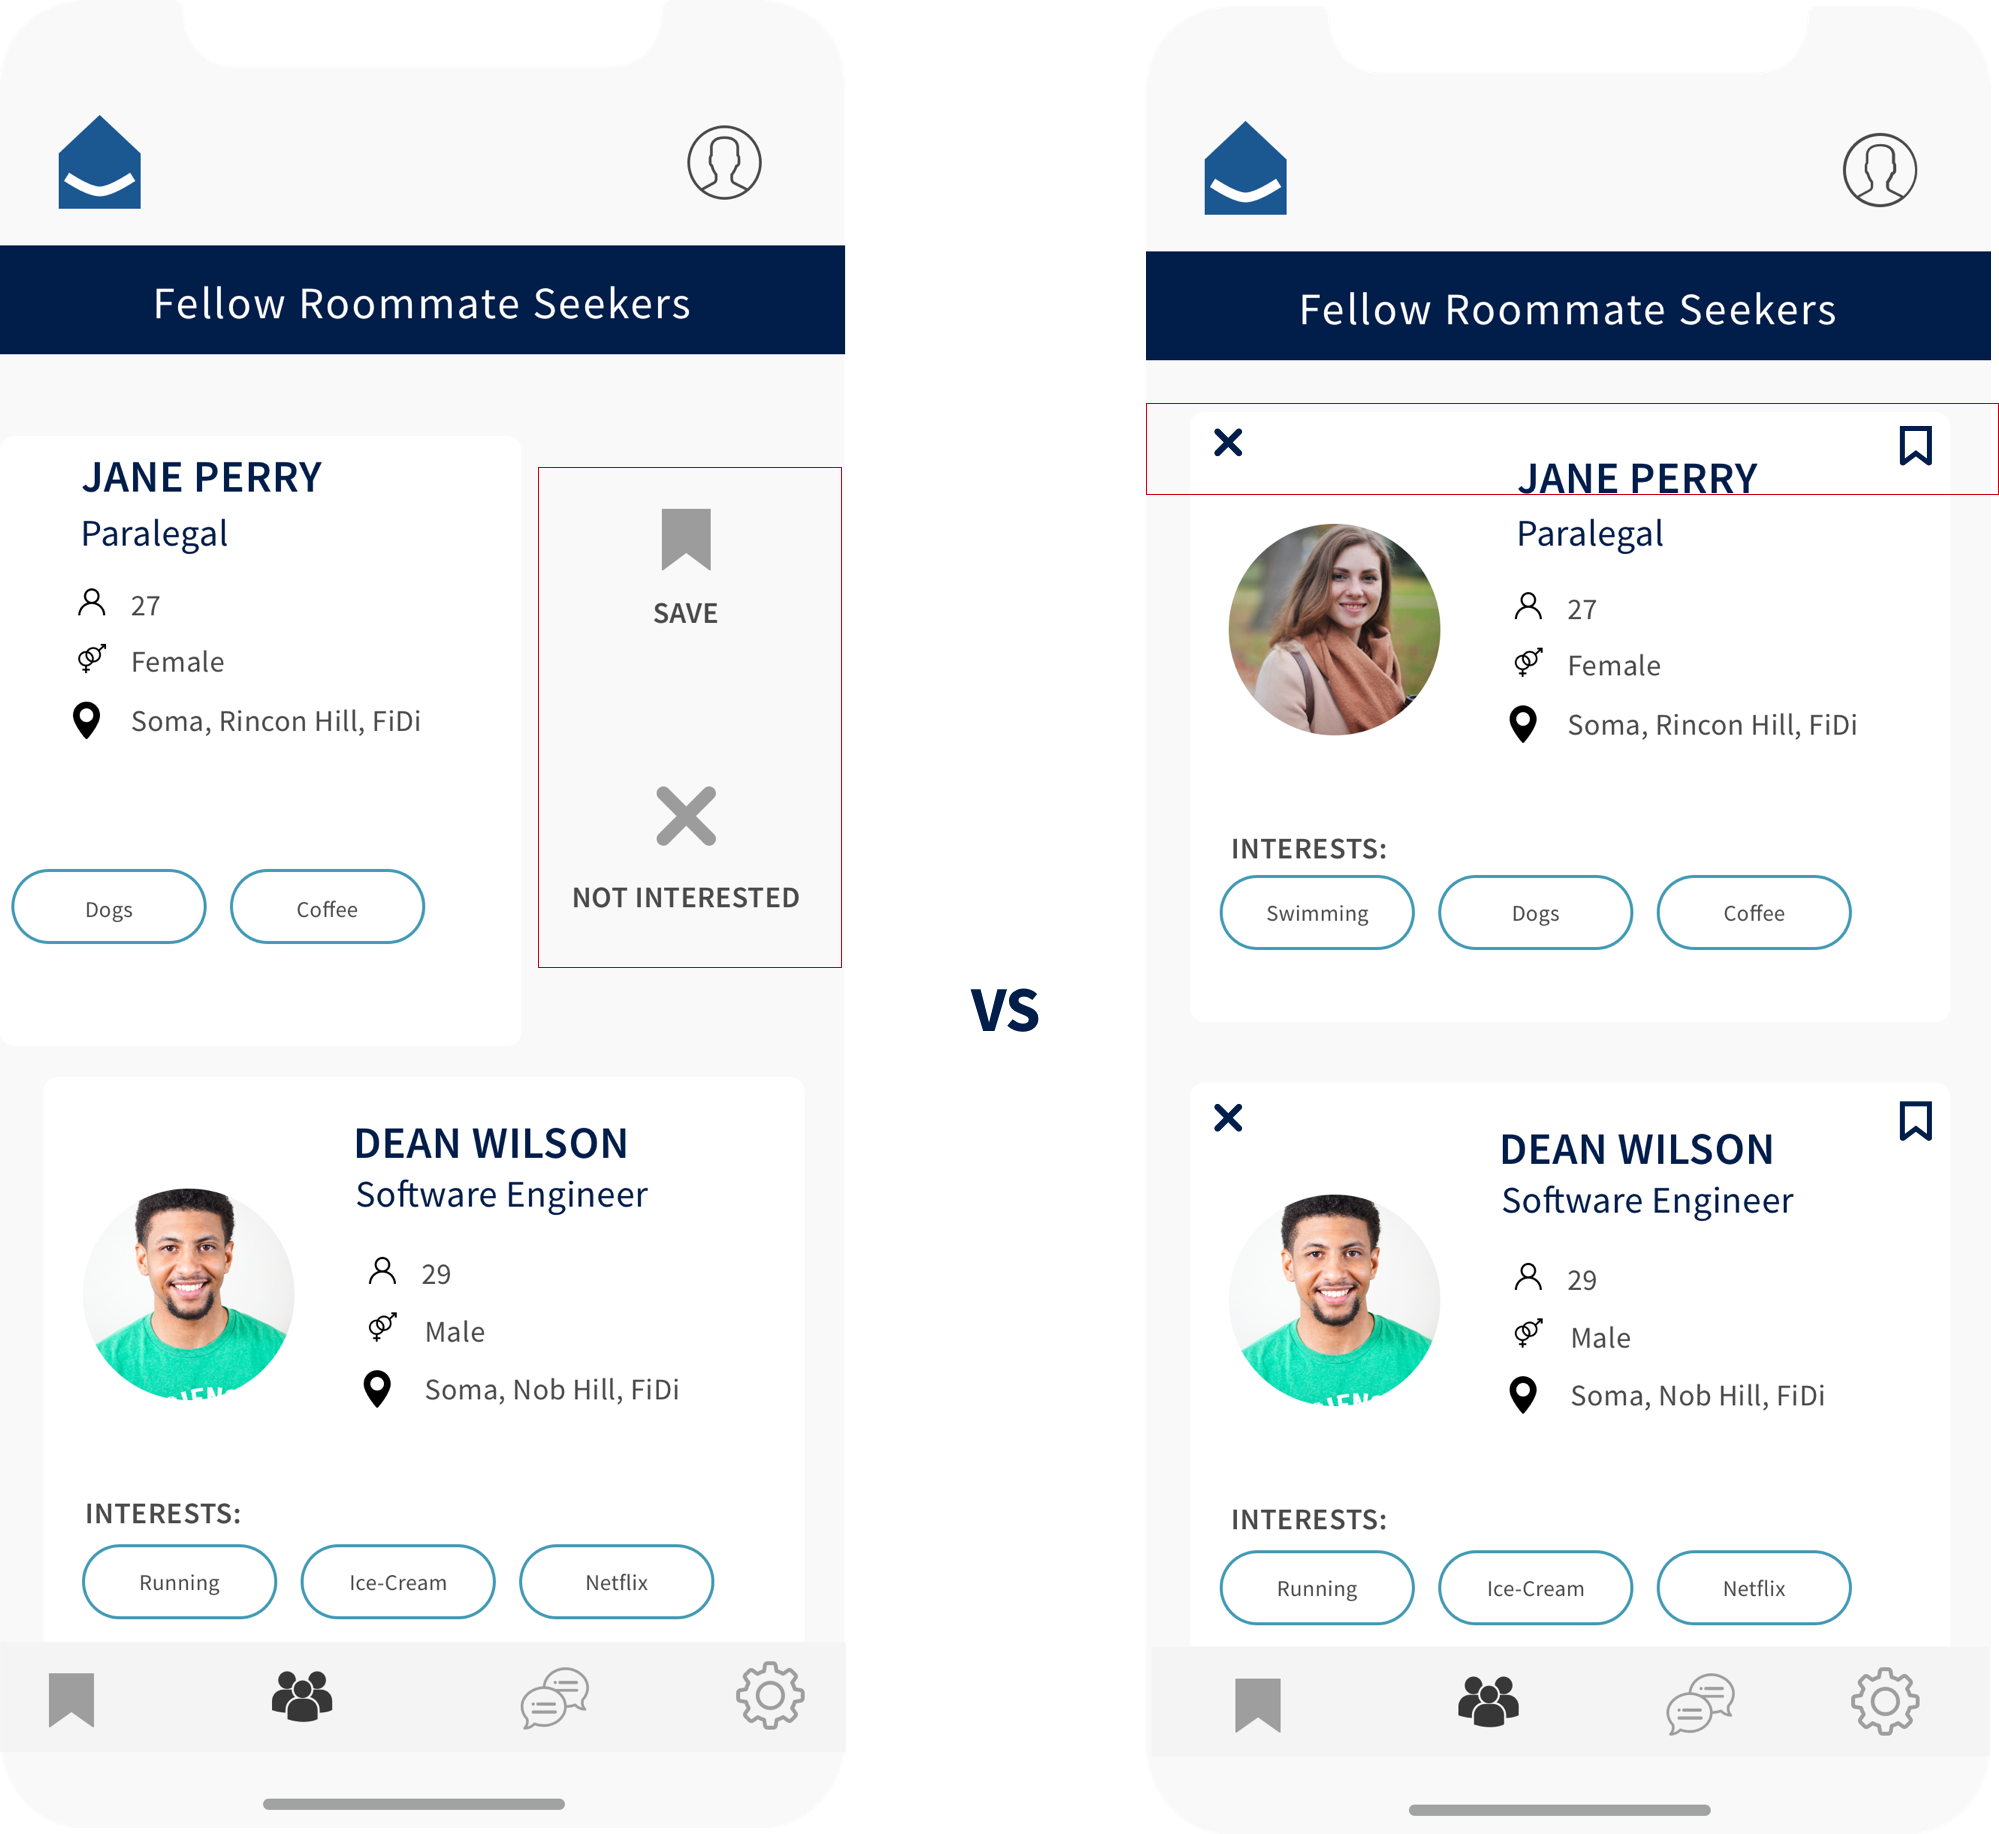 Fellow Roommate Seekers
JANE PERRY
Paralegal
27
Female
Soma, Rincon Hill, FiDi
Dogs
Coffee
SAVE
NOT INTERESTED
DEAN WILSON
Software Engineer
29
Male
Soma, Nob Hill, FiDi
INTERESTS:
Running
Ice-Cream
Netflix
VS
Fellow Roommate Seekers
JANE PERRY
Paralegal
27
Female
Soma, Rincon Hill, FiDi
INTERESTS:
Swimming
Dogs
Coffee
DEAN WILSON
Software Engineer
29
Male
Soma, Nob Hill, FiDi
INTERESTS:
Running
Ice-Cream
Netflix